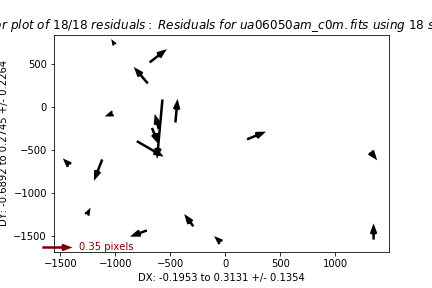 r plot of 18/18 residuals : Residuals for ua06050am_c0m.fits using 18 s
DY: -0.6892 to 0.2745 +/- 0.2264
500
0
−500
−1000
−1500
0.35 pixels
−1500 −1000 −500 0 500 1000
DX: -0.1953 to 0.3131 +/- 0.1354